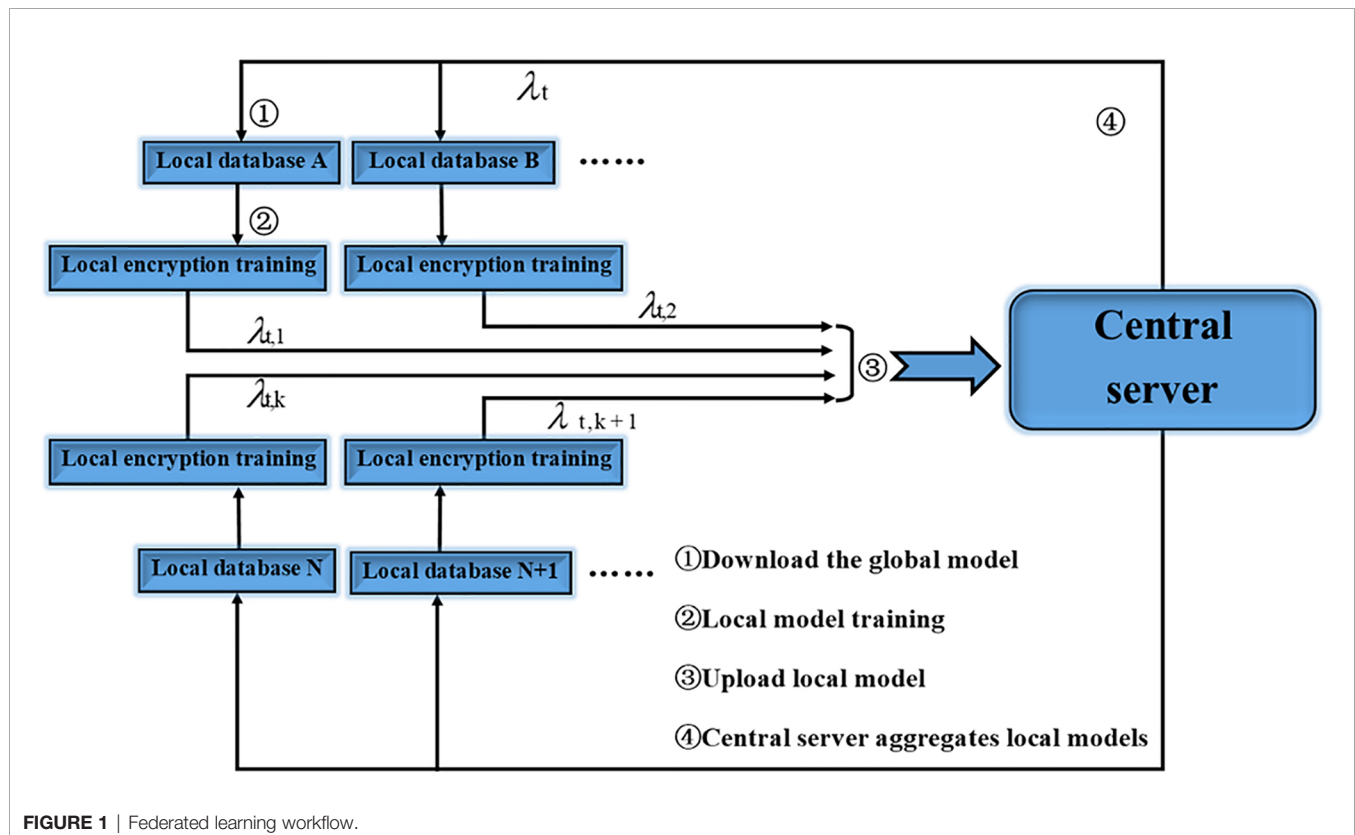 λt
①
④
Local database A
Local database B
……
②
Local encryption training
Local encryption training
λt,2
λt,1
③
Central
server
λt,k
λ t,k+1
Local encryption training
Local encryption training
Local database N
Local database N+1
……
①Download the global model
②Local model training
③Upload local model
④Central server aggregates local models
FIGURE 1 | Federated learning workflow.